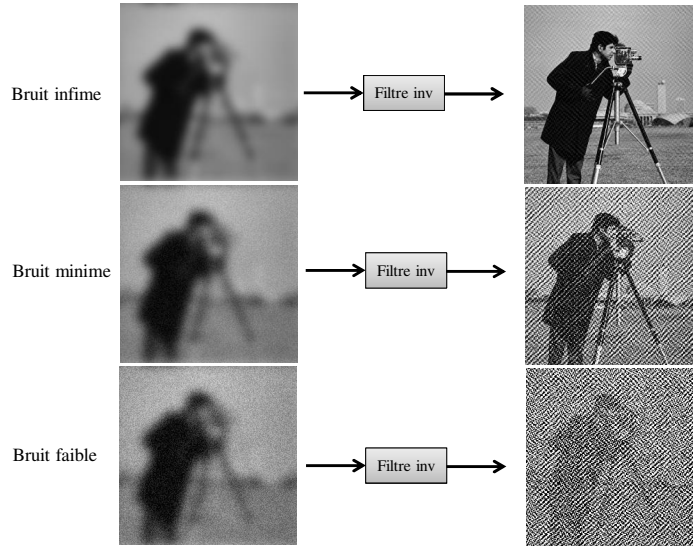 Bruit infime
Filtre inv
Bruit minime
Filtre inv
Bruit faible
Filtre inv